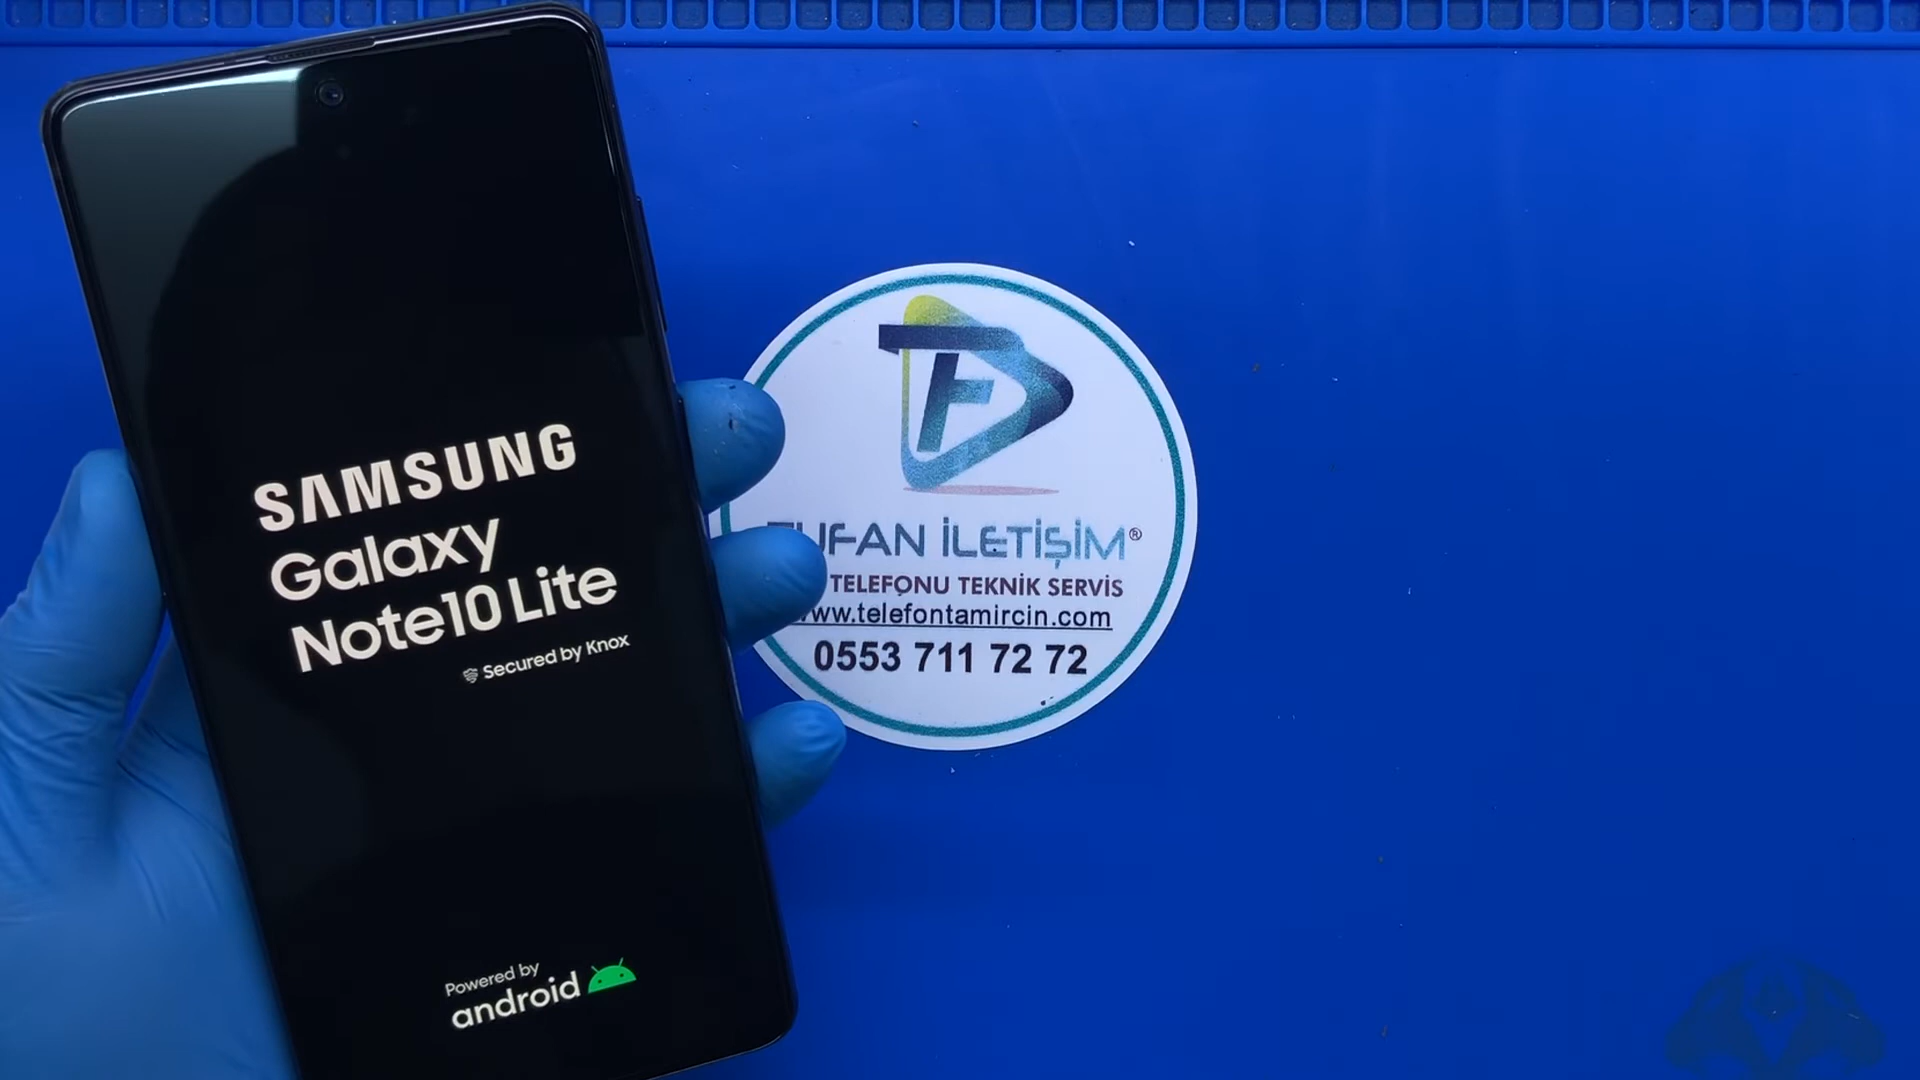 SAMSUNG
Galaxy
Note10 Lite
Secured by Knox
Powered by
android
İLETİŞİM®
TELEFONU TEKNİK SERVİS
www.telefontamircin.com
0553 711 72 72